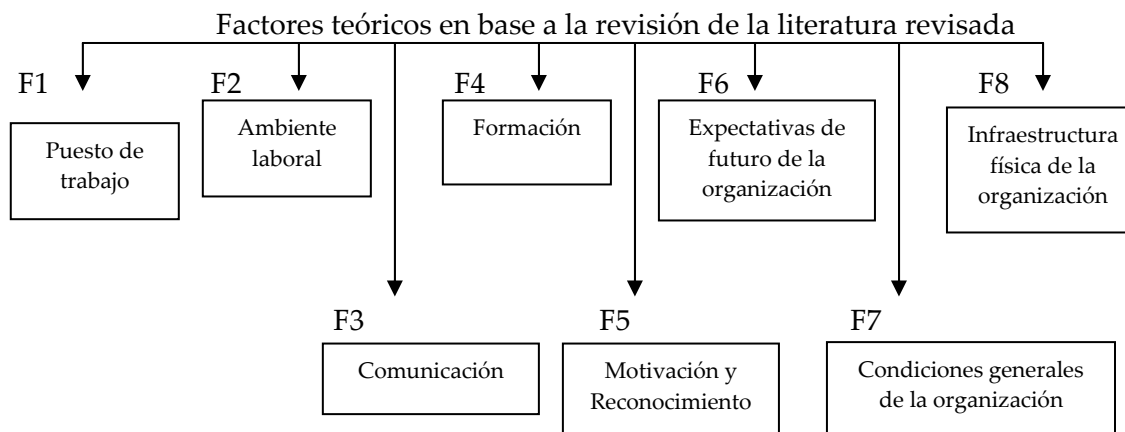 Factores teóricos en base a la revisión de la literatura revisada
F1
Puesto de
trabajo
F2
Ambiente
laboral
F4
Formación
F6
Expectativas de
futuro de la
organización
F8
Infraestructura
física de la
organización
F3
Comunicación
F5
Motivación y
Reconocimiento
F7
Condiciones generales
de la organización